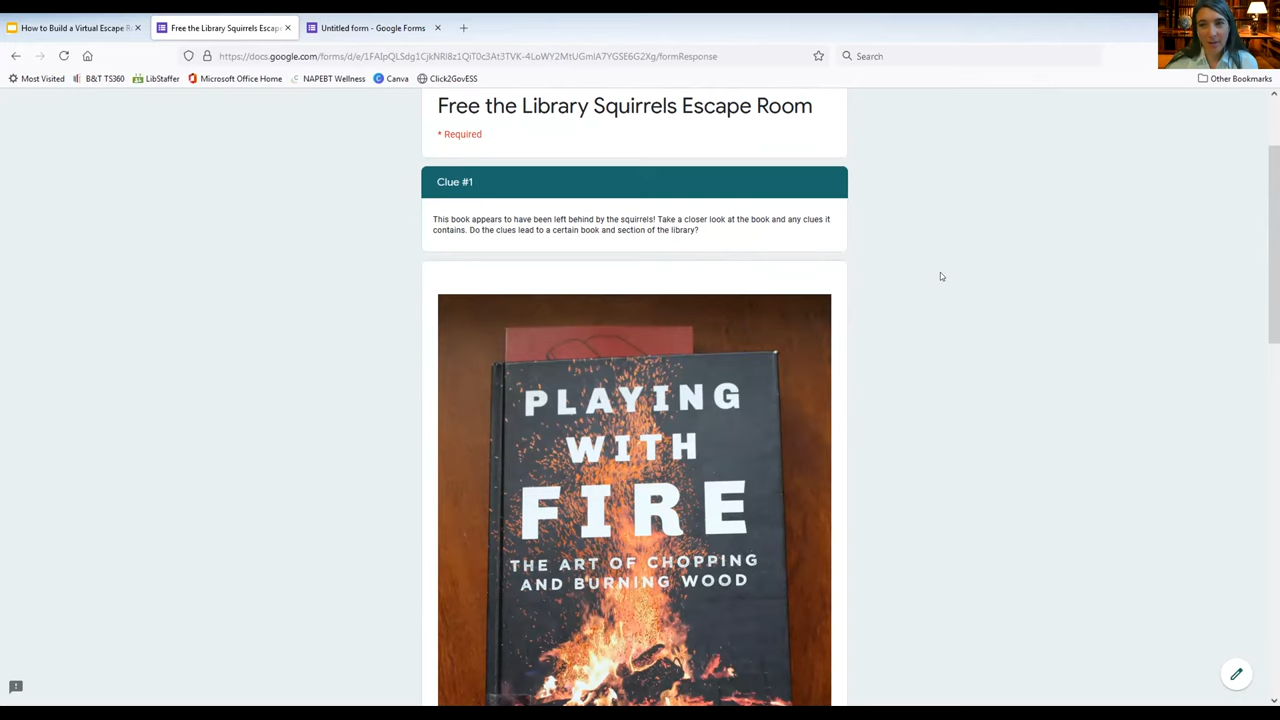 How to Build a Virtual Escape R
Free the Library Squirrels Escape
Untitled form - Google Forms
https://docs.google.com/forms/d/e/1FAIpQLSdg1CjkNRl8z1QiT0c3At3TVK-4LoWY2MtUGmIA7YGSE6G2Xg/formResponse
Search
Most Visited B&T TS360 LibStaffer Microsoft Office Home NAPEBT Wellness Canva Click2GovESS Other Bookmarks
Free the Library Squirrels Escape Room
* Required
Clue #1
This book appears to have been left behind by the squirrels! Take a closer look at the book and any clues it
contains. Do the clues lead to a certain book and section of the library?
PLAYING
WITH
FIRE
THE ART OF CHOPPING
AND BURNING WOOD